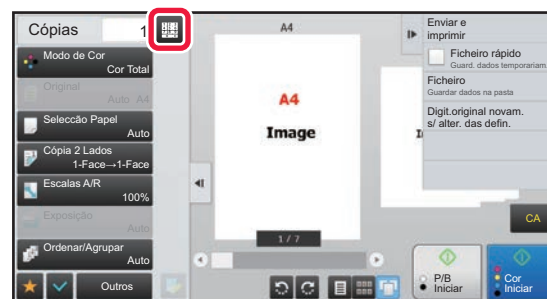 Cópias
1
Modo de Cor
Cor Total
Original
Auto A4
Selecção Papel
Auto
Cópia 2 Lados
1-Face→1-Face
Escalas A/R
100%
Exposição
Auto
Ordenar/Agrupar
Auto
Outros
A4
A4
Image
1 / 7
Enviar e
imprimir
Ficheiro rápido
Guard. dados temporariam.
Ficheiro
Guardar dados na pasta
Digit.original novam.
s/ alter. das defin.
CA
P/B
Iniciar
Cor
Iniciar